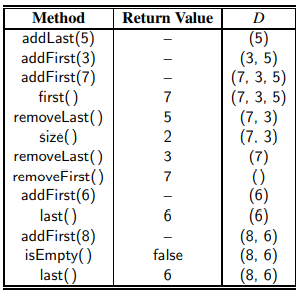 Method Return Value D
addLast(5) – (5)
addFirst(3) – (3, 5)
addFirst(7) – (7, 3, 5)
first( ) 7 (7, 3, 5)
removeLast( ) 5 (7, 3)
size( ) 2 (7, 3)
removeLast( ) 3 (7)
removeFirst( ) 7 ( )
addFirst(6) – (6)
last( ) 6 (6)
addFirst(8) – (8, 6)
isEmpty( ) false (8, 6)
last( ) 6 (8, 6)